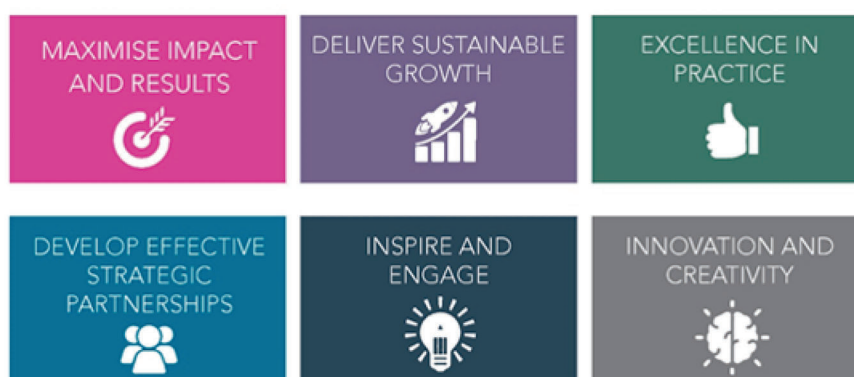 MAXIMISE IMPACT
AND RESULTS
DELIVER SUSTAINABLE
GROWTH
EXCELLENCE IN
PRACTICE
DEVELOP EFFECTIVE
STRATEGIC
PARTNERSHIPS
INSPIRE AND
ENGAGE
INNOVATION AND
CREATIVITY